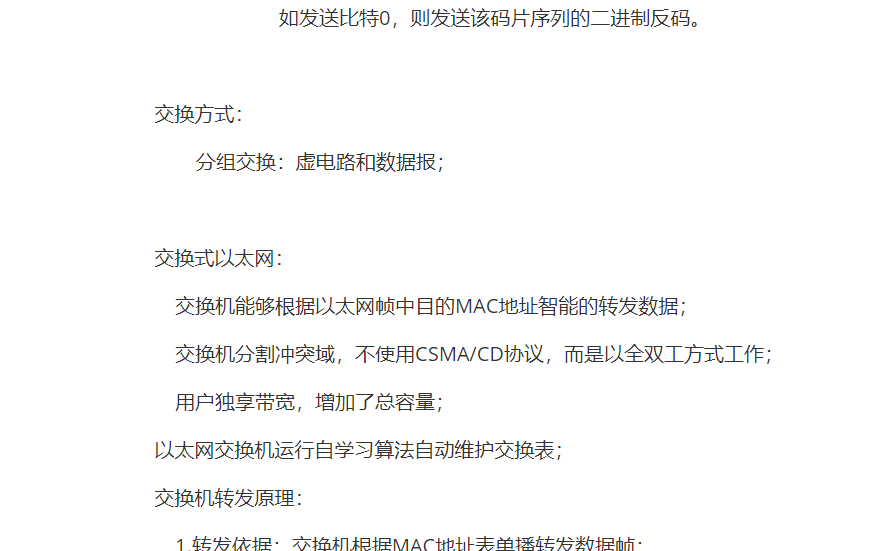 如发送比特0，则发送该码片序列的二进制反码。
交换方式：
分组交换：虚电路和数据报；
交换式以太网：
交换机能够根据以太网帧中目的MAC地址智能的转发数据；
交换机分割冲突域，不使用CSMA/CD协议，而是以全双工方式工作；
用户独享带宽，增加了总容量；
以太网交换机运行自学习算法自动维护交换表；
交换机转发原理：
1.转发依据：交换机根据MAC地址表单播转发数据帧；